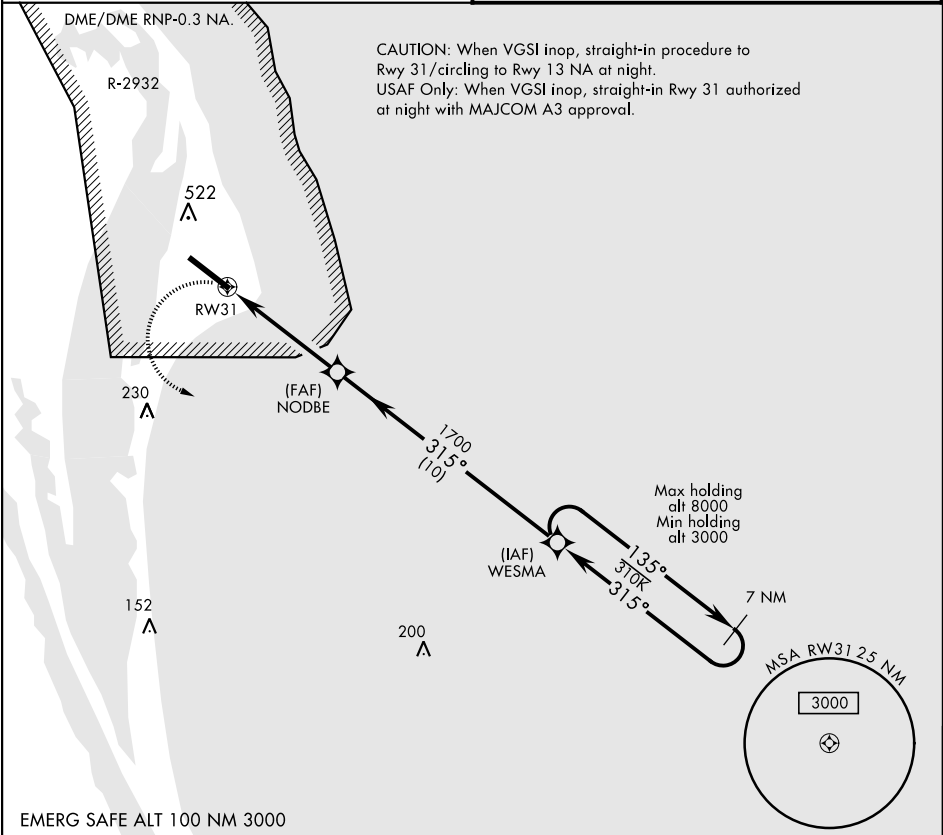 DME/DME RNP-0.3 NA.
CAUTION: When VGSI inop, straight-in procedure to
Rwy 31/circling to Rwy 13 NA at night.
USAF Only: When VGSI inop, straight-in Rwy 31 authorized
at night with MAJCOM A3 approval.
R-2932
522
RW31
230
(FAF)
NODBE
1700
315°
(10)
Max holding
alt 8000
Min holding
alt 3000
(IAF)
WESMA
135°
310K
315°
7 NM
152
200
MSA RW31 25 NM
3000
EMERG SAFE ALT 100 NM 3000